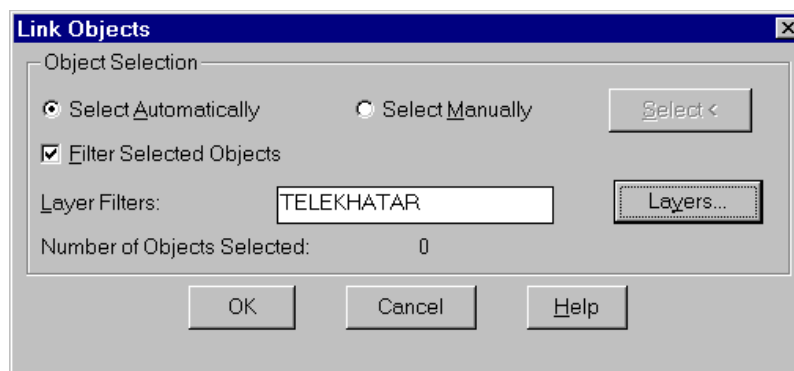 Link Objects
Object Selection
Select Automatically Select Manually Select <
Filter Selected Objects
Layer Filters: TELEKHATAR Layers...
Number of Objects Selected: 0
OK Cancel Help